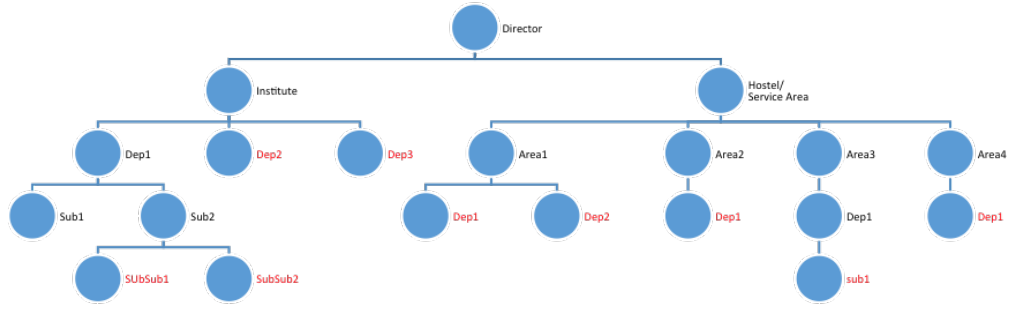 Director
Institute
Hostel/
Service Area
Dep1
Dep2
Dep3
Area1
Area2
Area3
Area4
Sub1
Sub2
Dep1
Dep2
Dep1
Dep1
Dep1
SUbSub1
SubSub2
sub1